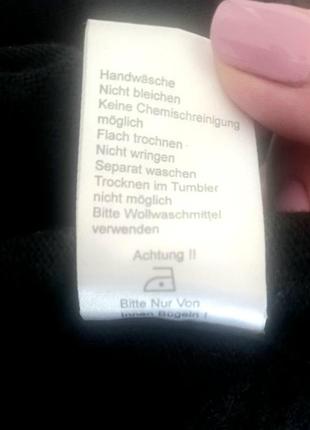 Handwäsche
Nicht bleichen
Keine Chemischreinigung
möglich
Flach trochnen
Nicht wringen
Separat waschen
Trocknen im Tumbler
nicht möglich
Bitte Wollwaschmittel
verwenden
Achtung !!
Bitte Nur Von
Innen Bügeln !